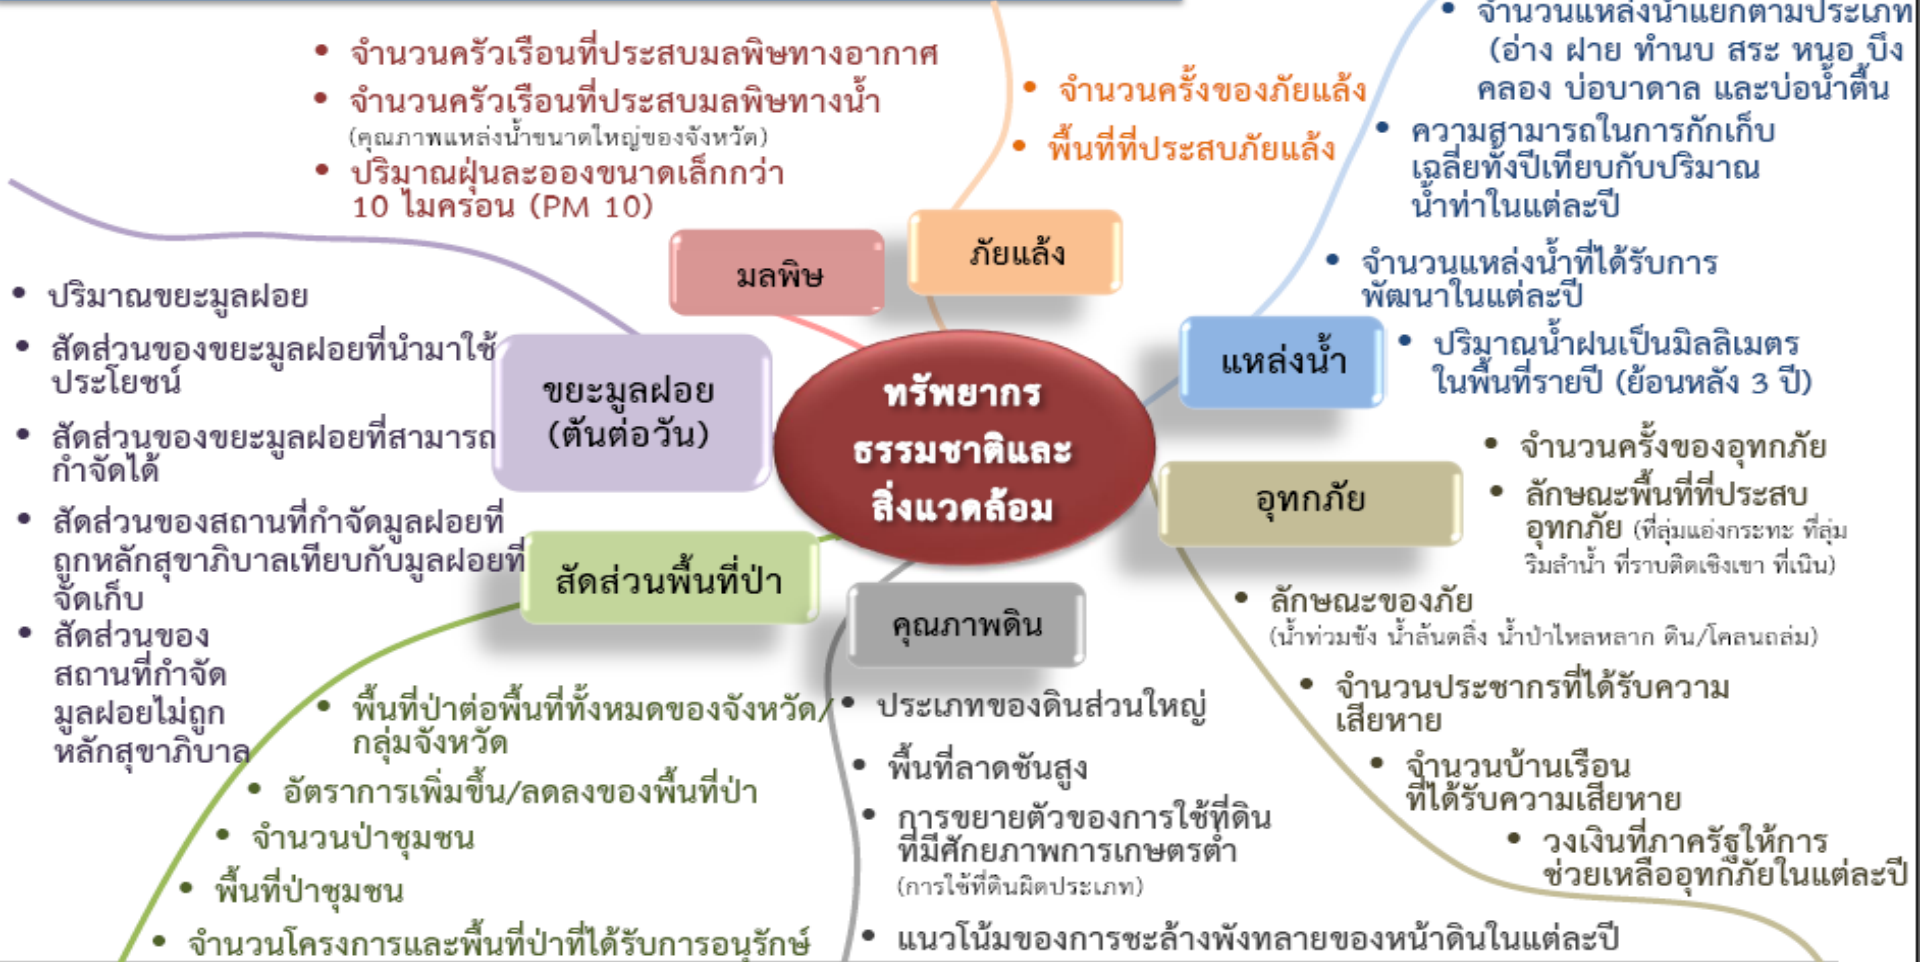 จำนวนครัวเรือนที่ประสบมลพิษทางอากาศ
จำนวนครัวเรือนที่ประสบมลพิษทางน้ำ
(คุณภาพแหล่งน้ำขนาดใหญ่ของจังหวัด)
ปริมาณฝุ่นละอองขนาดเล็กกว่า
10 ไมครอน (PM 10)
มลพิษ
จำนวนครั้งของภัยแล้ง
พื้นที่ที่ประสบภัยแล้ง
ภัยแล้ง
จำนวนแหล่งน้ำแยกตามประเภท
(อ่าง ฝาย ทำนบ สระ หนอ บึง
คลอง บ่อบาดาล และบ่อน้ำตื้น
ความสามารถในการกักเก็บ
เฉลี่ยทั้งปีเทียบกับปริมาณ
น้ำท่าในแต่ละปี
จำนวนแหล่งน้ำที่ได้รับการ
พัฒนาในแต่ละปี
ปริมาณน้ำฝนเป็นมิลลิเมตร
ในพื้นที่รายปี (ย้อนหลัง 3 ปี)
แหล่งน้ำ
ปริมาณขยะมูลฝอย
สัดส่วนของขยะมูลฝอยที่นำมาใช้
ประโยชน์
สัดส่วนของขยะมูลฝอยที่สามารถ
กำจัดได้
สัดส่วนของสถานที่กำจัดมูลฝอยที่
ถูกหลักสุขาภิบาลเทียบกับมูลฝอยที่
จัดเก็บ
สัดส่วนของ
สถานที่กำจัด
มูลฝอยไม่ถูก
หลักสุขาภิบาล
ขยะมูลฝอย
(ตันต่อวัน)
ทรัพยากร
ธรรมชาติและ
สิ่งแวดล้อม
อุทกภัย
จำนวนครั้งของอุทกภัย
ลักษณะพื้นที่ที่ประสบ
อุทกภัย (ที่ลุ่มแอ่งกระทะ ที่ลุ่ม
ริมลำน้ำ ที่ราบติดเชิงเขา ที่เนิน)
ลักษณะของภัย
(น้ำท่วมขัง น้ำล้นตลิ่ง น้ำป่าไหลหลาก ดิน/โคลนถล่ม)
จำนวนประชากรที่ได้รับความ
เสียหาย
จำนวนบ้านเรือน
ที่ได้รับความเสียหาย
วงเงินที่ภาครัฐให้การ
ช่วยเหลืออุทกภัยในแต่ละปี
สัดส่วนพื้นที่ป่า
พื้นที่ป่าต่อพื้นที่ทั้งหมดของจังหวัด/
กลุ่มจังหวัด
อัตราการเพิ่มขึ้น/ลดลงของพื้นที่ป่า
จำนวนป่าชุมชน
พื้นที่ป่าชุมชน
จำนวนโครงการและพื้นที่ป่าที่ได้รับการอนุรักษ์
คุณภาพดิน
ประเภทของดินส่วนใหญ่
พื้นที่ลาดชันสูง
การขยายตัวของการใช้ที่ดิน
ที่มีศักยภาพการเกษตรต่ำ
(การใช้ที่ดินผิดประเภท)
แนวโน้มของการชะล้างพังทลายของหน้าดินในแต่ละปี